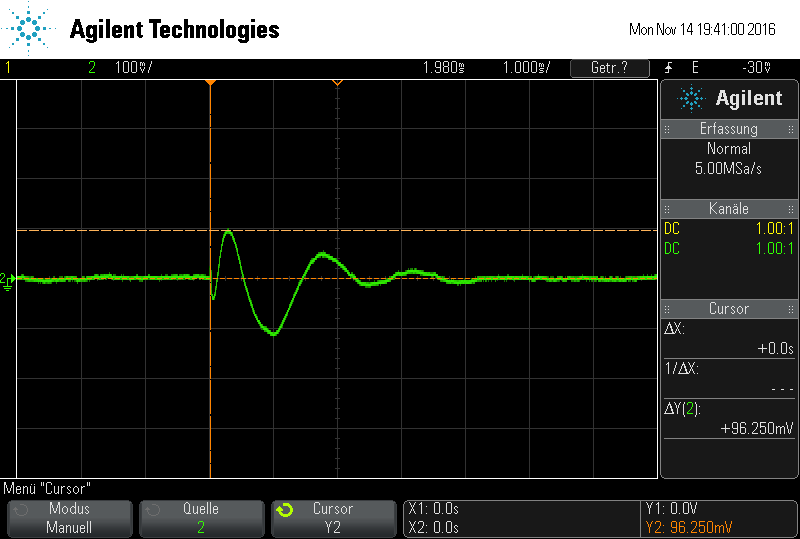 Agilent Technologies
Mon Nov 14 19:41:00 2016
1 2 100mV/ 1.980ms 1.000ms/ Getr.? E -30mV
Agilent
Erfassung
Normal
5.00MSa/s
Kanäle
DC 1.00:1
DC 1.00:1
Cursor
ΔX:
+0.0s
1/ΔX:
- - -
ΔY(2):
+96.250mV
2
Menü "Cursor"
Modus
Manuell
Quelle
2
Cursor
Y2
X1: 0.0s
X2: 0.0s
Y1: 0.0V
Y2: 96.250mV